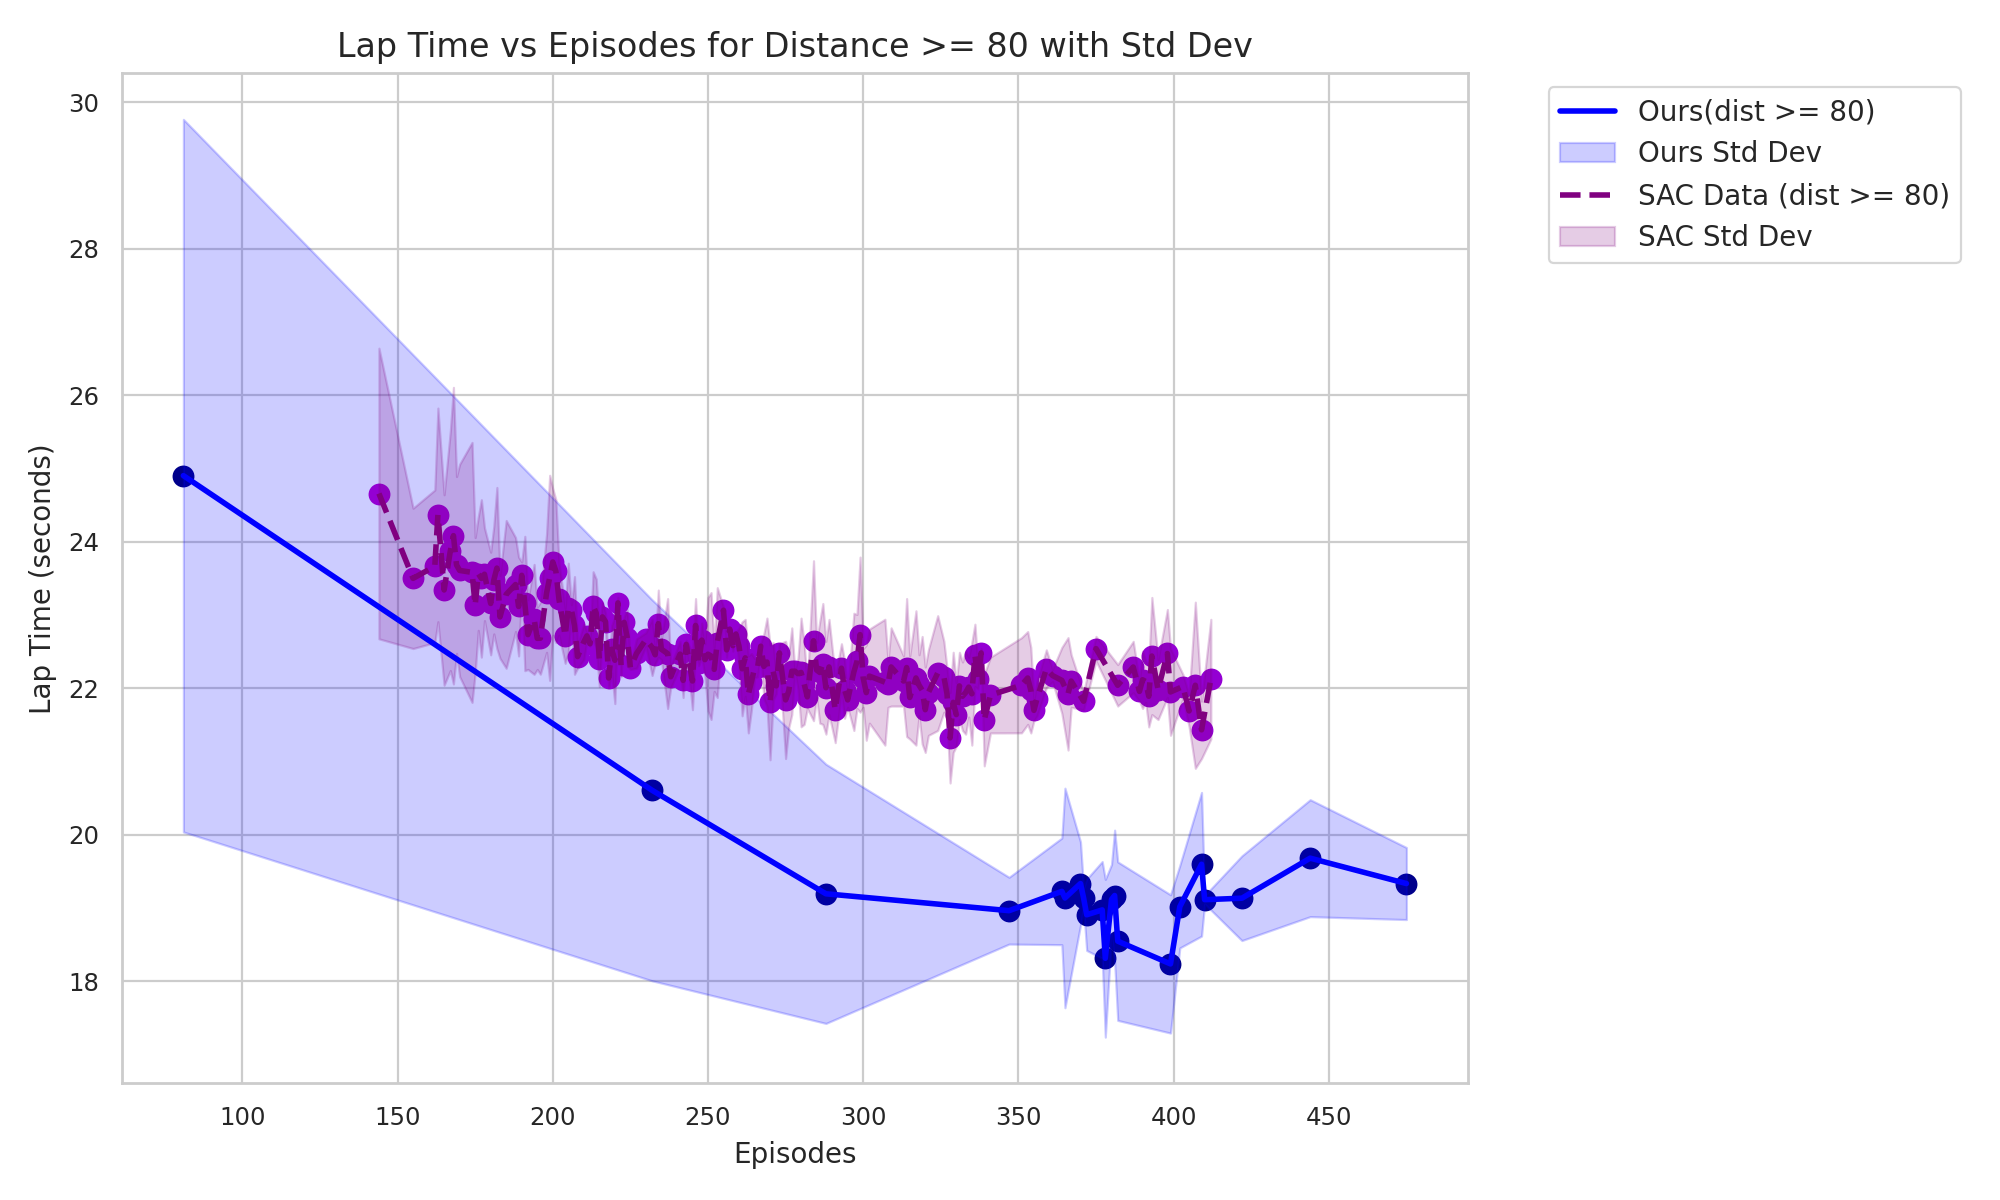 Lap Time vs Episodes for Distance >= 80 with Std Dev
30
28
26
24
22
20
18
Lap Time (seconds)
100 150 200 250 300 350 400 450
Episodes
Ours(dist >= 80)
Ours Std Dev
SAC Data (dist >= 80)
SAC Std Dev